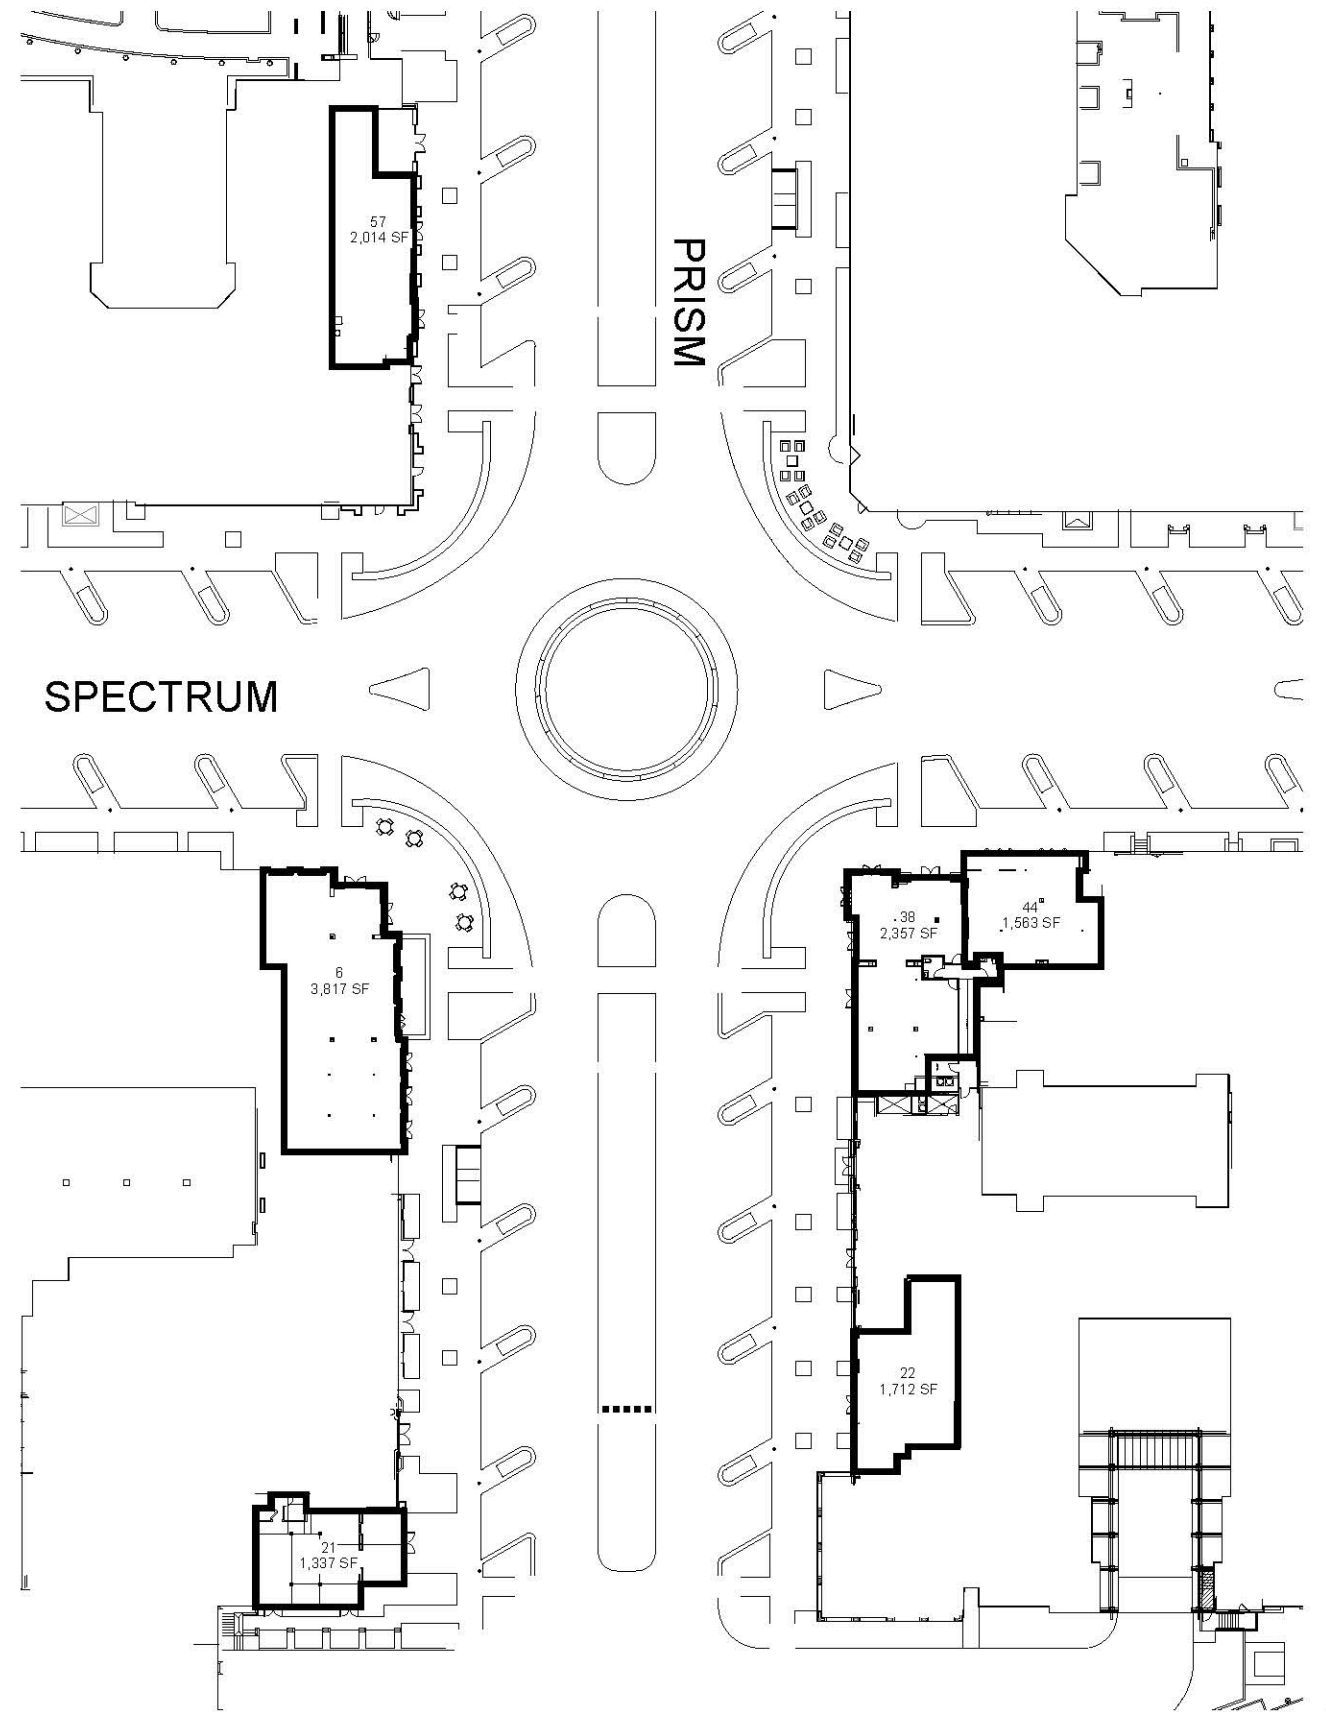 57
2,014 SF
PRISM
SPECTRUM
6
3,817 SF
38
2,357 SF
44
1,563 SF
22
1,712 SF
21
1,337 SF